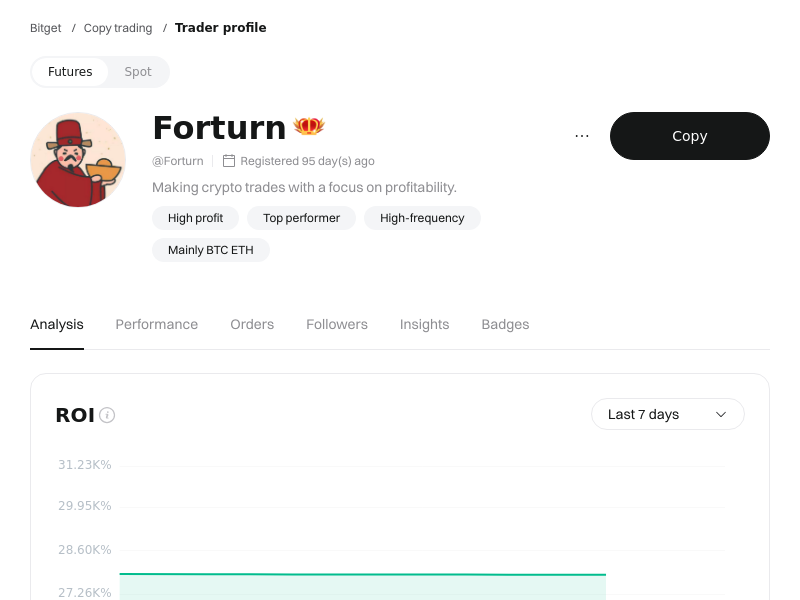 Bitget / Copy trading / Trader profile
Futures Spot
Forturn
... Copy
@Forturn Registered 95 day(s) ago
Making crypto trades with a focus on profitability.
High profit Top performer High-frequency
Mainly BTC ETH
Analysis Performance Orders Followers Insights Badges
ROI i Last 7 days
31.23K%
29.95K%
28.60K%
27.26K%